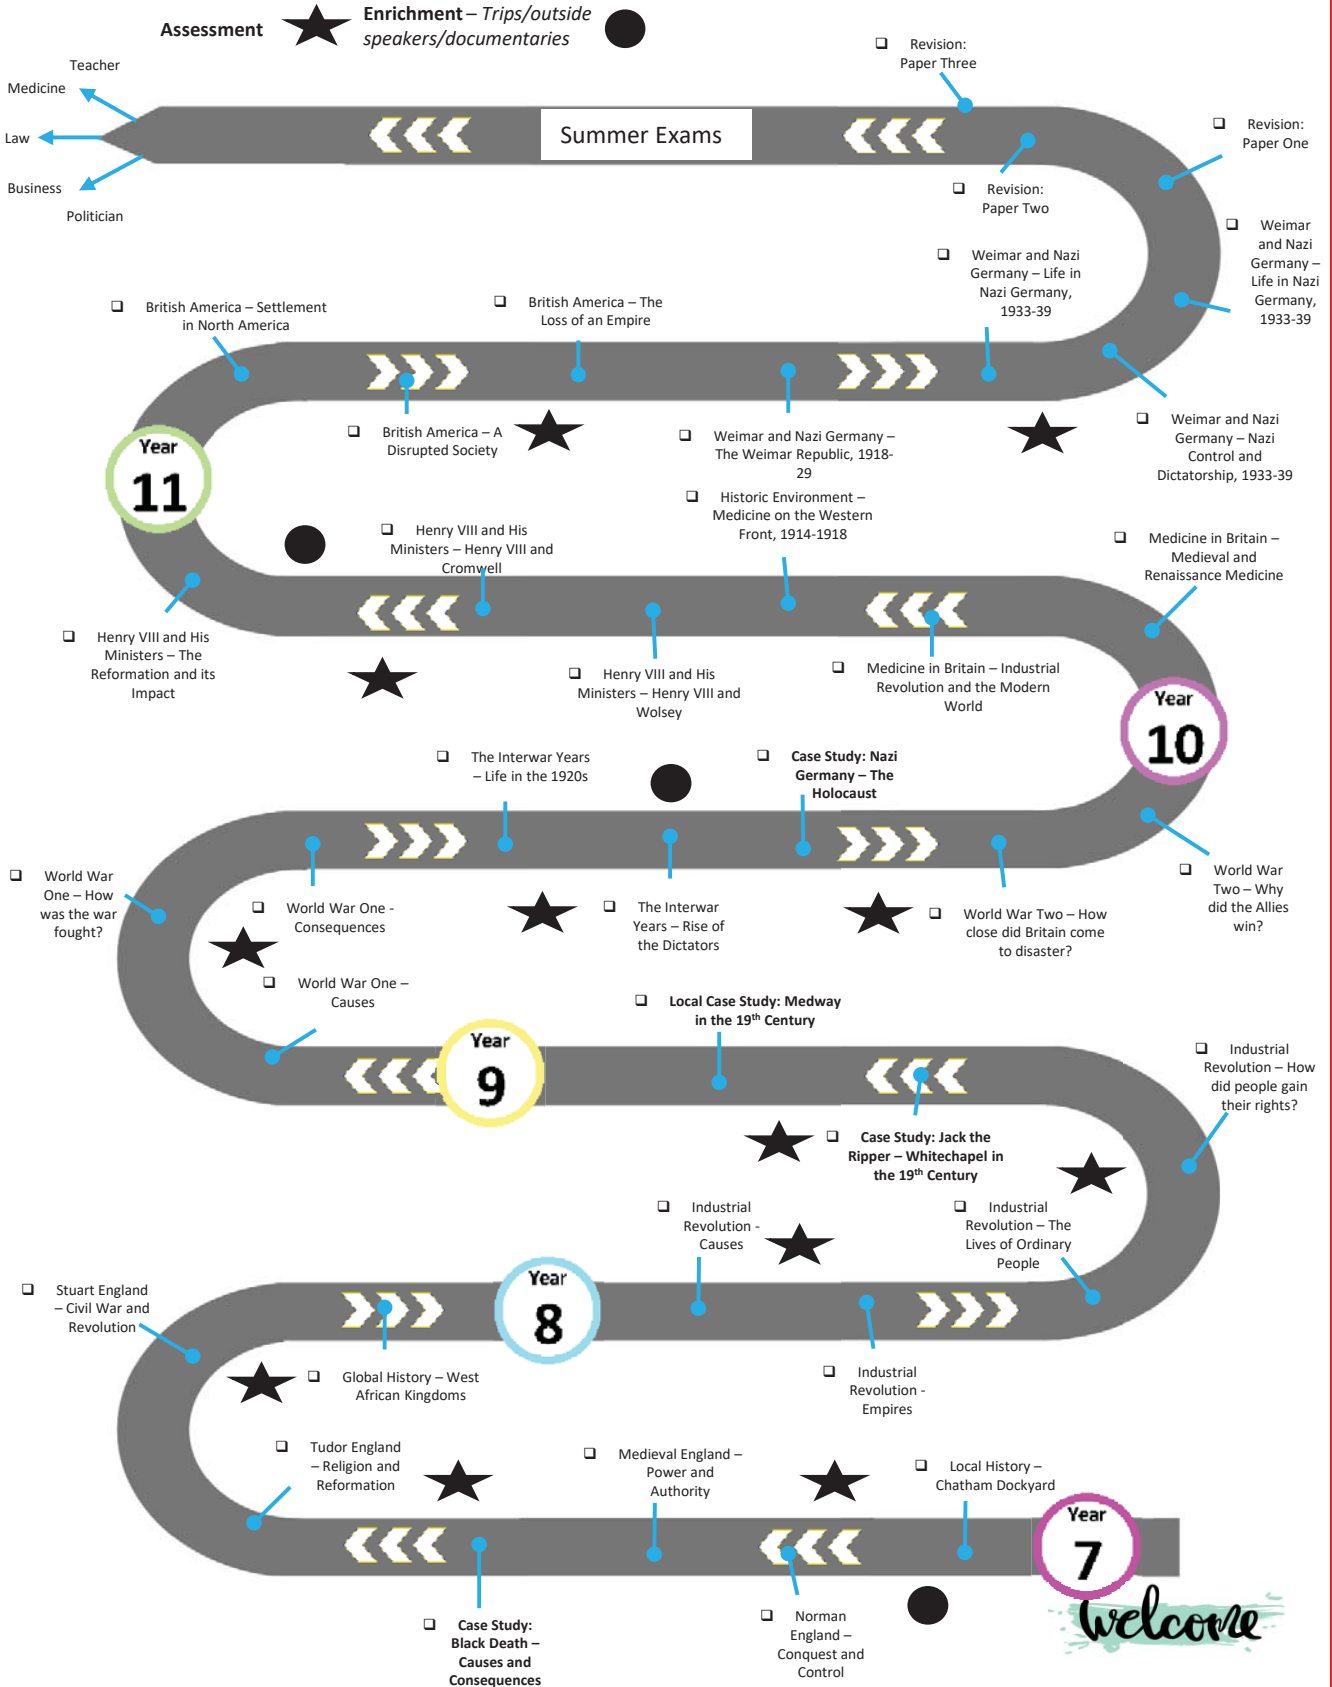 Assessment
Enrichment – Trips/outside
speakers/documentaries
Revision:
Paper Three
Teacher
Medicine
Law
Business
Politician
Summer Exams
Revision:
Paper One
Revision:
Paper Two
Weimar
and Nazi
Germany –
Life in Nazi
Germany,
1933-39
Weimar and Nazi
Germany – Life in
Nazi Germany,
1933-39
British America – Settlement
in North America
British America – The
Loss of an Empire
British America – A
Disrupted Society
Weimar and Nazi Germany –
The Weimar Republic, 1918-
29
Weimar and Nazi
Germany – Nazi
Control and
Dictatorship, 1933-39
Year
11
Historic Environment –
Medicine on the Western
Front, 1914-1918
Henry VIII and His
Ministers – Henry VIII and
Cromwell
Medicine in Britain –
Medieval and
Renaissance Medicine
Henry VIII and His
Ministers – The
Reformation and its
Impact
Henry VIII and His
Ministers – Henry VIII and
Wolsey
Medicine in Britain – Industrial
Revolution and the Modern
World
Year
10
The Interwar Years
– Life in the 1920s
Case Study: Nazi
Germany – The
Holocaust
World War
One – How
was the war
fought?
World War One -
Consequences
The Interwar
Years – Rise of
the Dictators
World War Two – How
close did Britain come
to disaster?
World War
Two – Why
did the Allies
win?
World War One –
Causes
Local Case Study: Medway
in the 19th Century
Year
9
Industrial
Revolution – How
did people gain
their rights?
Case Study: Jack the
Ripper – Whitechapel in
the 19th Century
Industrial
Revolution -
Causes
Industrial
Revolution – The
Lives of Ordinary
People
Stuart England
– Civil War and
Revolution
Year
8
Global History – West
African Kingdoms
Industrial
Revolution -
Empires
Tudor England
– Religion and
Reformation
Medieval England –
Power and
Authority
Local History –
Chatham Dockyard
Year
7
welcome
Case Study:
Black Death –
Causes and
Consequences
Norman
England –
Conquest and
Control